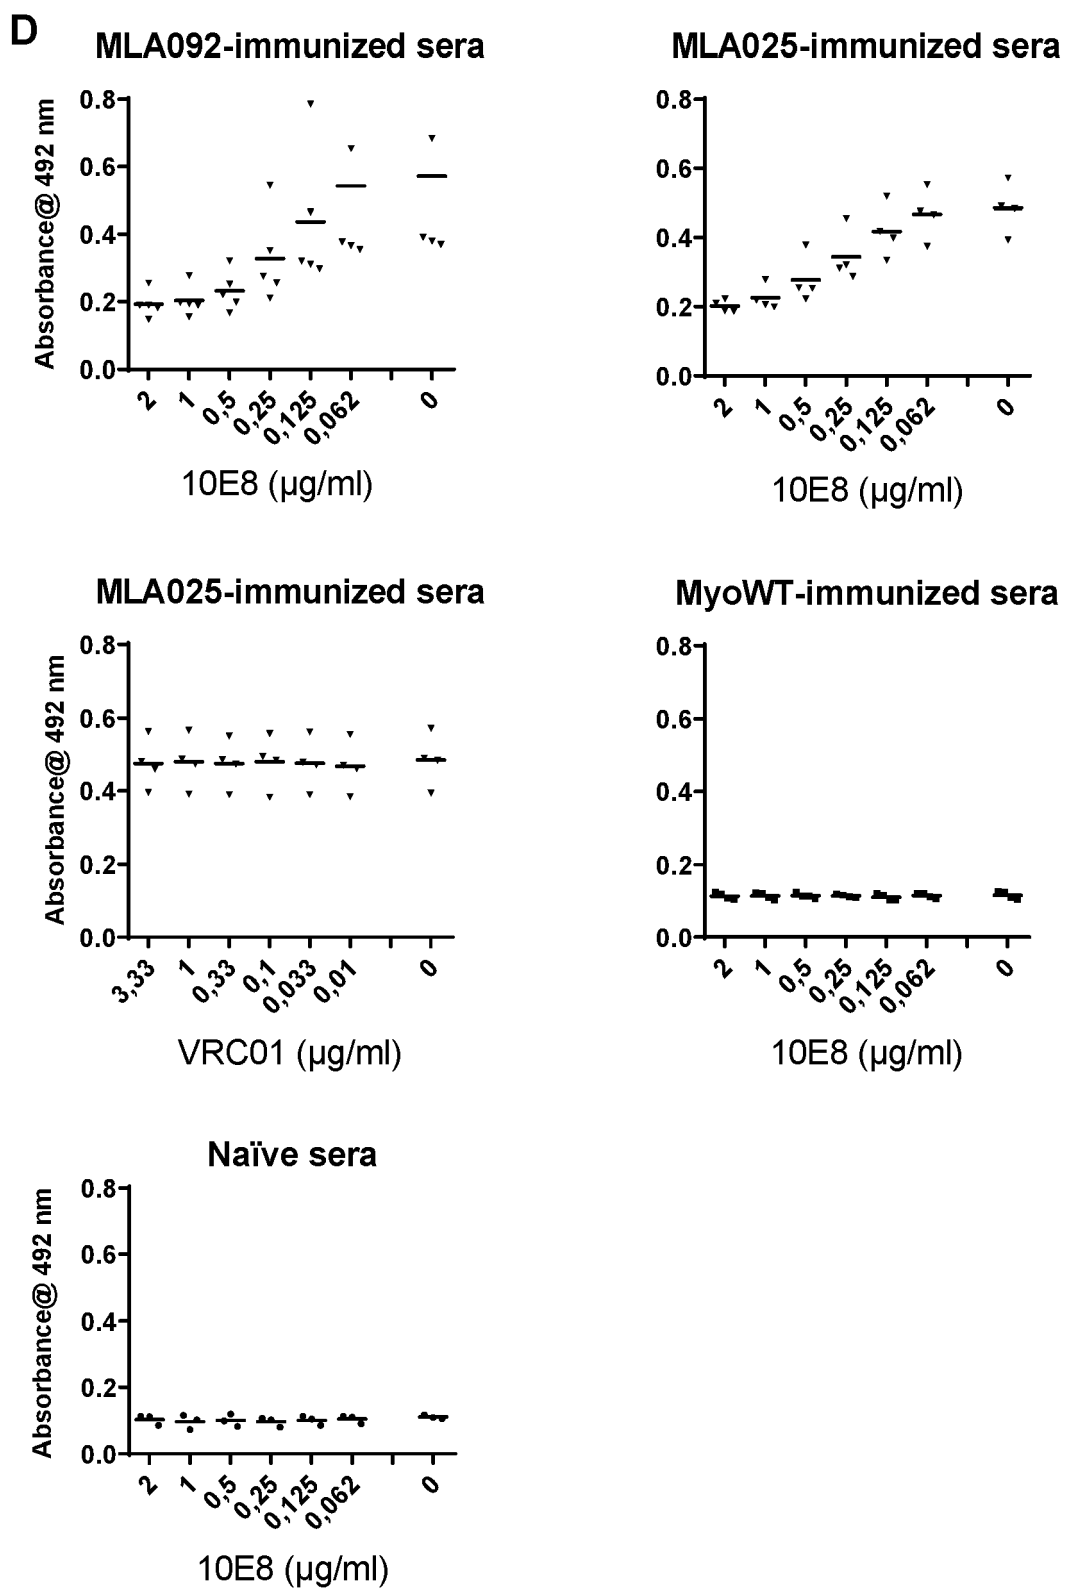 D
MLA092-immunized sera
Absorbance@ 492 nm
0.8
0.6
0.4
0.2
0.0
2 1 0,5 0,25 0,125 0,062 0
10E8 (µg/ml)
MLA025-immunized sera
0.8
0.6
0.4
0.2
0.0
2 1 0,5 0,25 0,125 0,062 0
10E8 (µg/ml)
MLA025-immunized sera
Absorbance@ 492 nm
0.8
0.6
0.4
0.2
0.0
3,33 1 0,33 0,1 0,033 0,01 0
VRC01 (µg/ml)
MyoWT-immunized sera
0.8
0.6
0.4
0.2
0.0
2 1 0,5 0,25 0,125 0,062 0
10E8 (µg/ml)
Naïve sera
Absorbance@ 492 nm
0.8
0.6
0.4
0.2
0.0
2 1 0,5 0,25 0,125 0,062 0
10E8 (µg/ml)